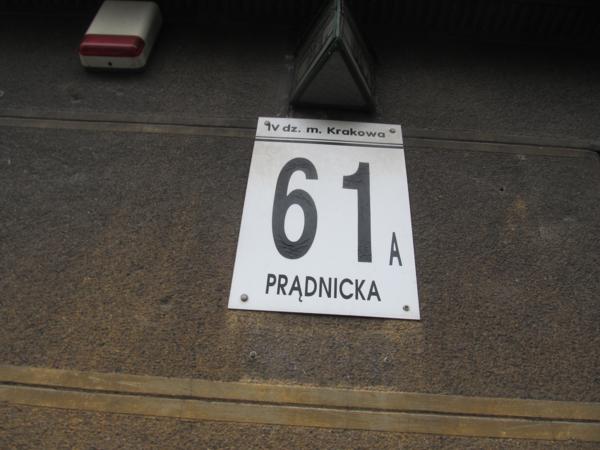 IV dz. m. Krakowa
61 A
PRĄDNICKA